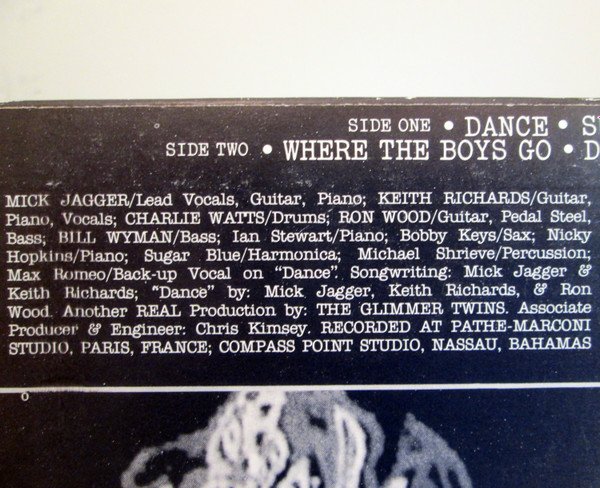 SIDE ONE • DANCE •
SIDE TWO • WHERE THE BOYS GO •
MICK JAGGER/Lead Vocals, Guitar, Piano; KEITH RICHARDS/Guitar,
Piano, Vocals; CHARLIE WATTS/Drums; RON WOOD/Guitar, Pedal Steel,
Bass; BILL WYMAN/Bass; Ian Stewart/Piano; Bobby Keys/Sax; Nicky
Hopkins/Piano; Sugar Blue/Harmonica; Michael Shrieve/Percussion;
Max Romeo/Back-up Vocal on “Dance”. Songwriting: Mick Jagger &
Keith Richards; “Dance” by: Mick Jagger, Keith Richards, & Ron
Wood. Another REAL Production by: THE GLIMMER TWINS. Associate
Producer & Engineer: Chris Kimsey. RECORDED AT PATHE-MARCONI
STUDIO, PARIS, FRANCE; COMPASS POINT STUDIO, NASSAU, BAHAMAS